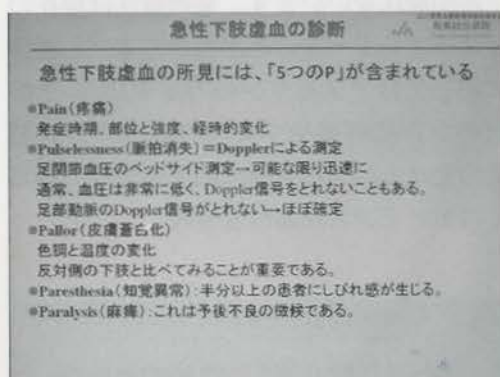 急性下肢虚血の診断
急性下肢虚血の所見には、「5つのP」が含まれている
※Pain(疼痛)
発症時期、部位と強度、経時的変化
※Pulselessness(脈拍消失)=Dopplerによる測定
足関節血圧のベッドサイド測定→可能な限り迅速に
通常、血圧は非常に低く、Doppler信号をとれないこともある。
足部動脈のDoppler信号がとれない→ほぼ確定
※Pallor(皮膚蒼白化)
色調と温度の変化
反対側の下肢と比べてみることが重要である。
※Paresthesia(知覚異常):半分以上の患者にしびれ感が生じる。
※Paralysis(麻痺):これは予後不良の徴候である。